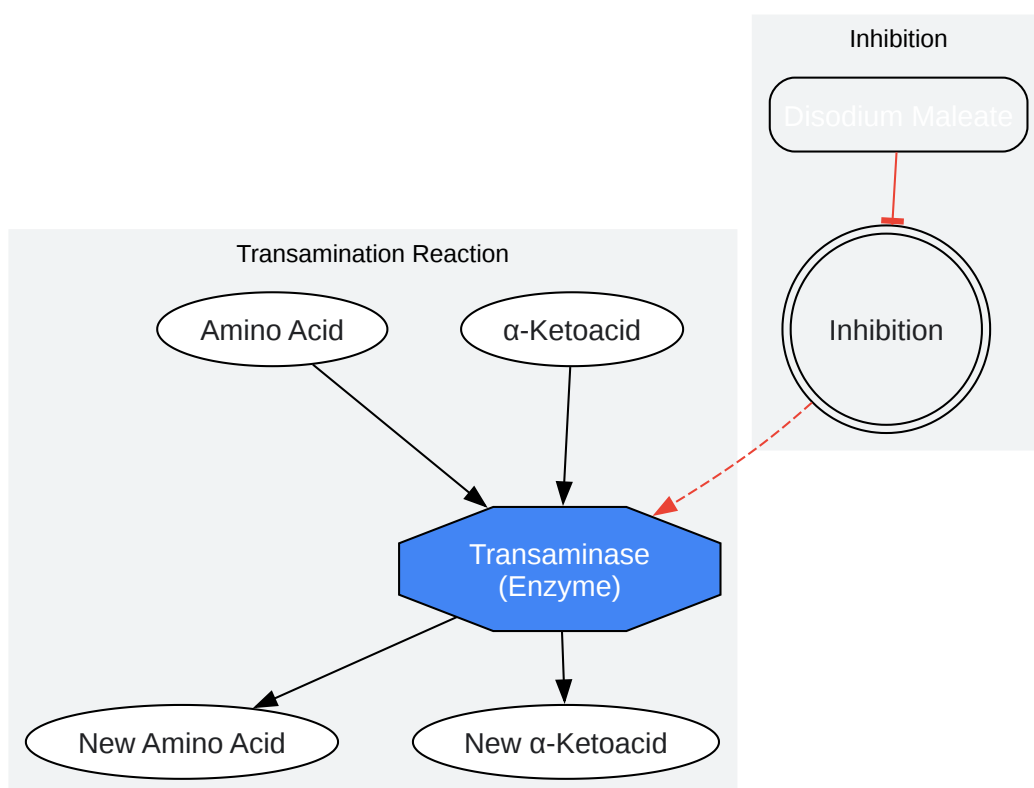 Inhibition
Disodium Maleate
Transamination Reaction
Amino Acid
α-Ketoacid
Inhibition
Transaminase
(Enzyme)
New Amino Acid
New α-Ketoacid